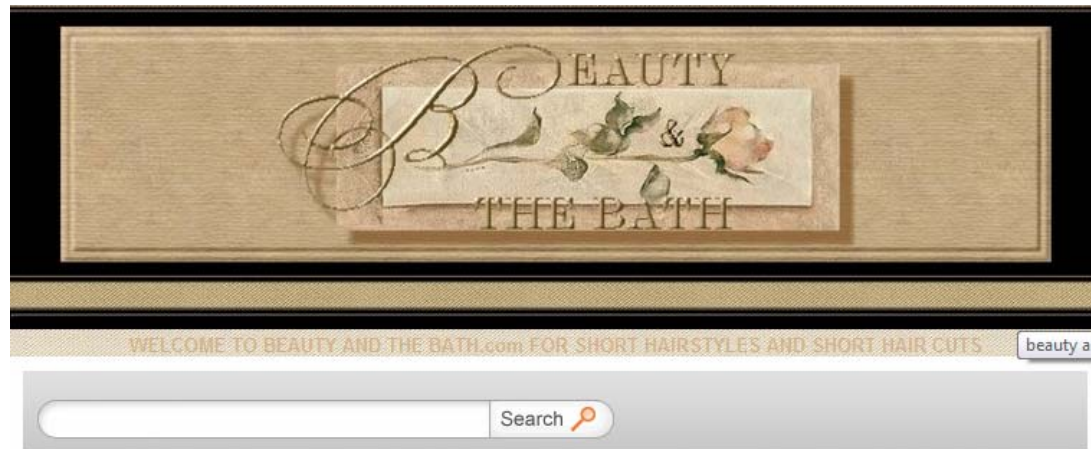 BEAUTY
&
THE BATH
WELCOME TO BEAUTY AND THE BATH.com FOR SHORT HAIRSTYLES AND SHORT HAIR CUTS
beauty a
Search